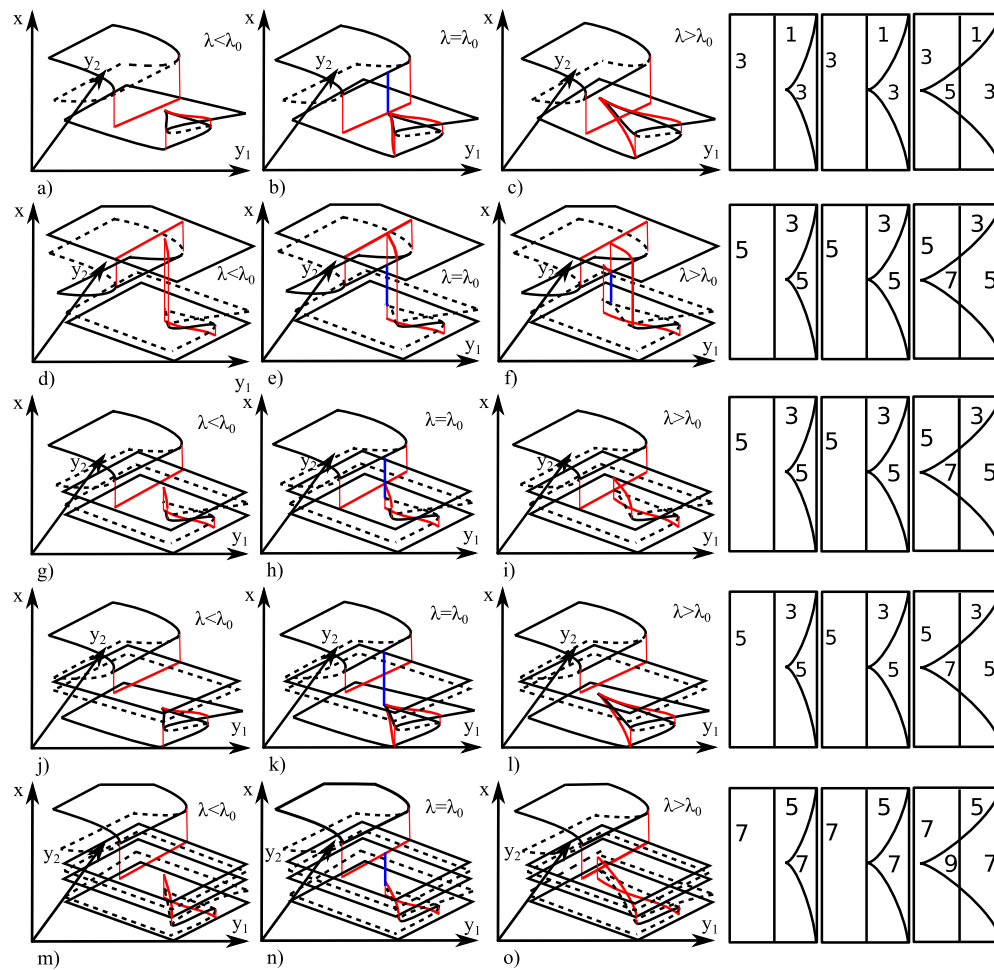 x λ<λ₀ y₂ y₁ a)
λ=λ₀ y₂ y₁ b)
x λ>λ₀ y₂ y₁ c)
3 1 3
3 1 3
3 1 5 3
x λ<λ₀ y₂ y₁ d)
x λ=λ₀ y₂ y₁ e)
x λ>λ₀ y₂ y₁ f)
5 3 5
5 3 5
5 3 7 5
x λ<λ₀ y₂ y₁ g)
x λ=λ₀ y₂ y₁ h)
x λ>λ₀ y₂ y₁ i)
5 3 5
5 3 5
5 3 7 5
x λ<λ₀ y₂ y₁ j)
x λ=λ₀ y₂ y₁ k)
x λ>λ₀ y₂ y₁ l)
5 3 5
5 3 5
5 3 7 5
x λ<λ₀ y₂ y₁ m)
x λ=λ₀ y₂ y₁ n)
x λ>λ₀ y₂ y₁ o)
7 5 7
7 5 7
7 5 9 7